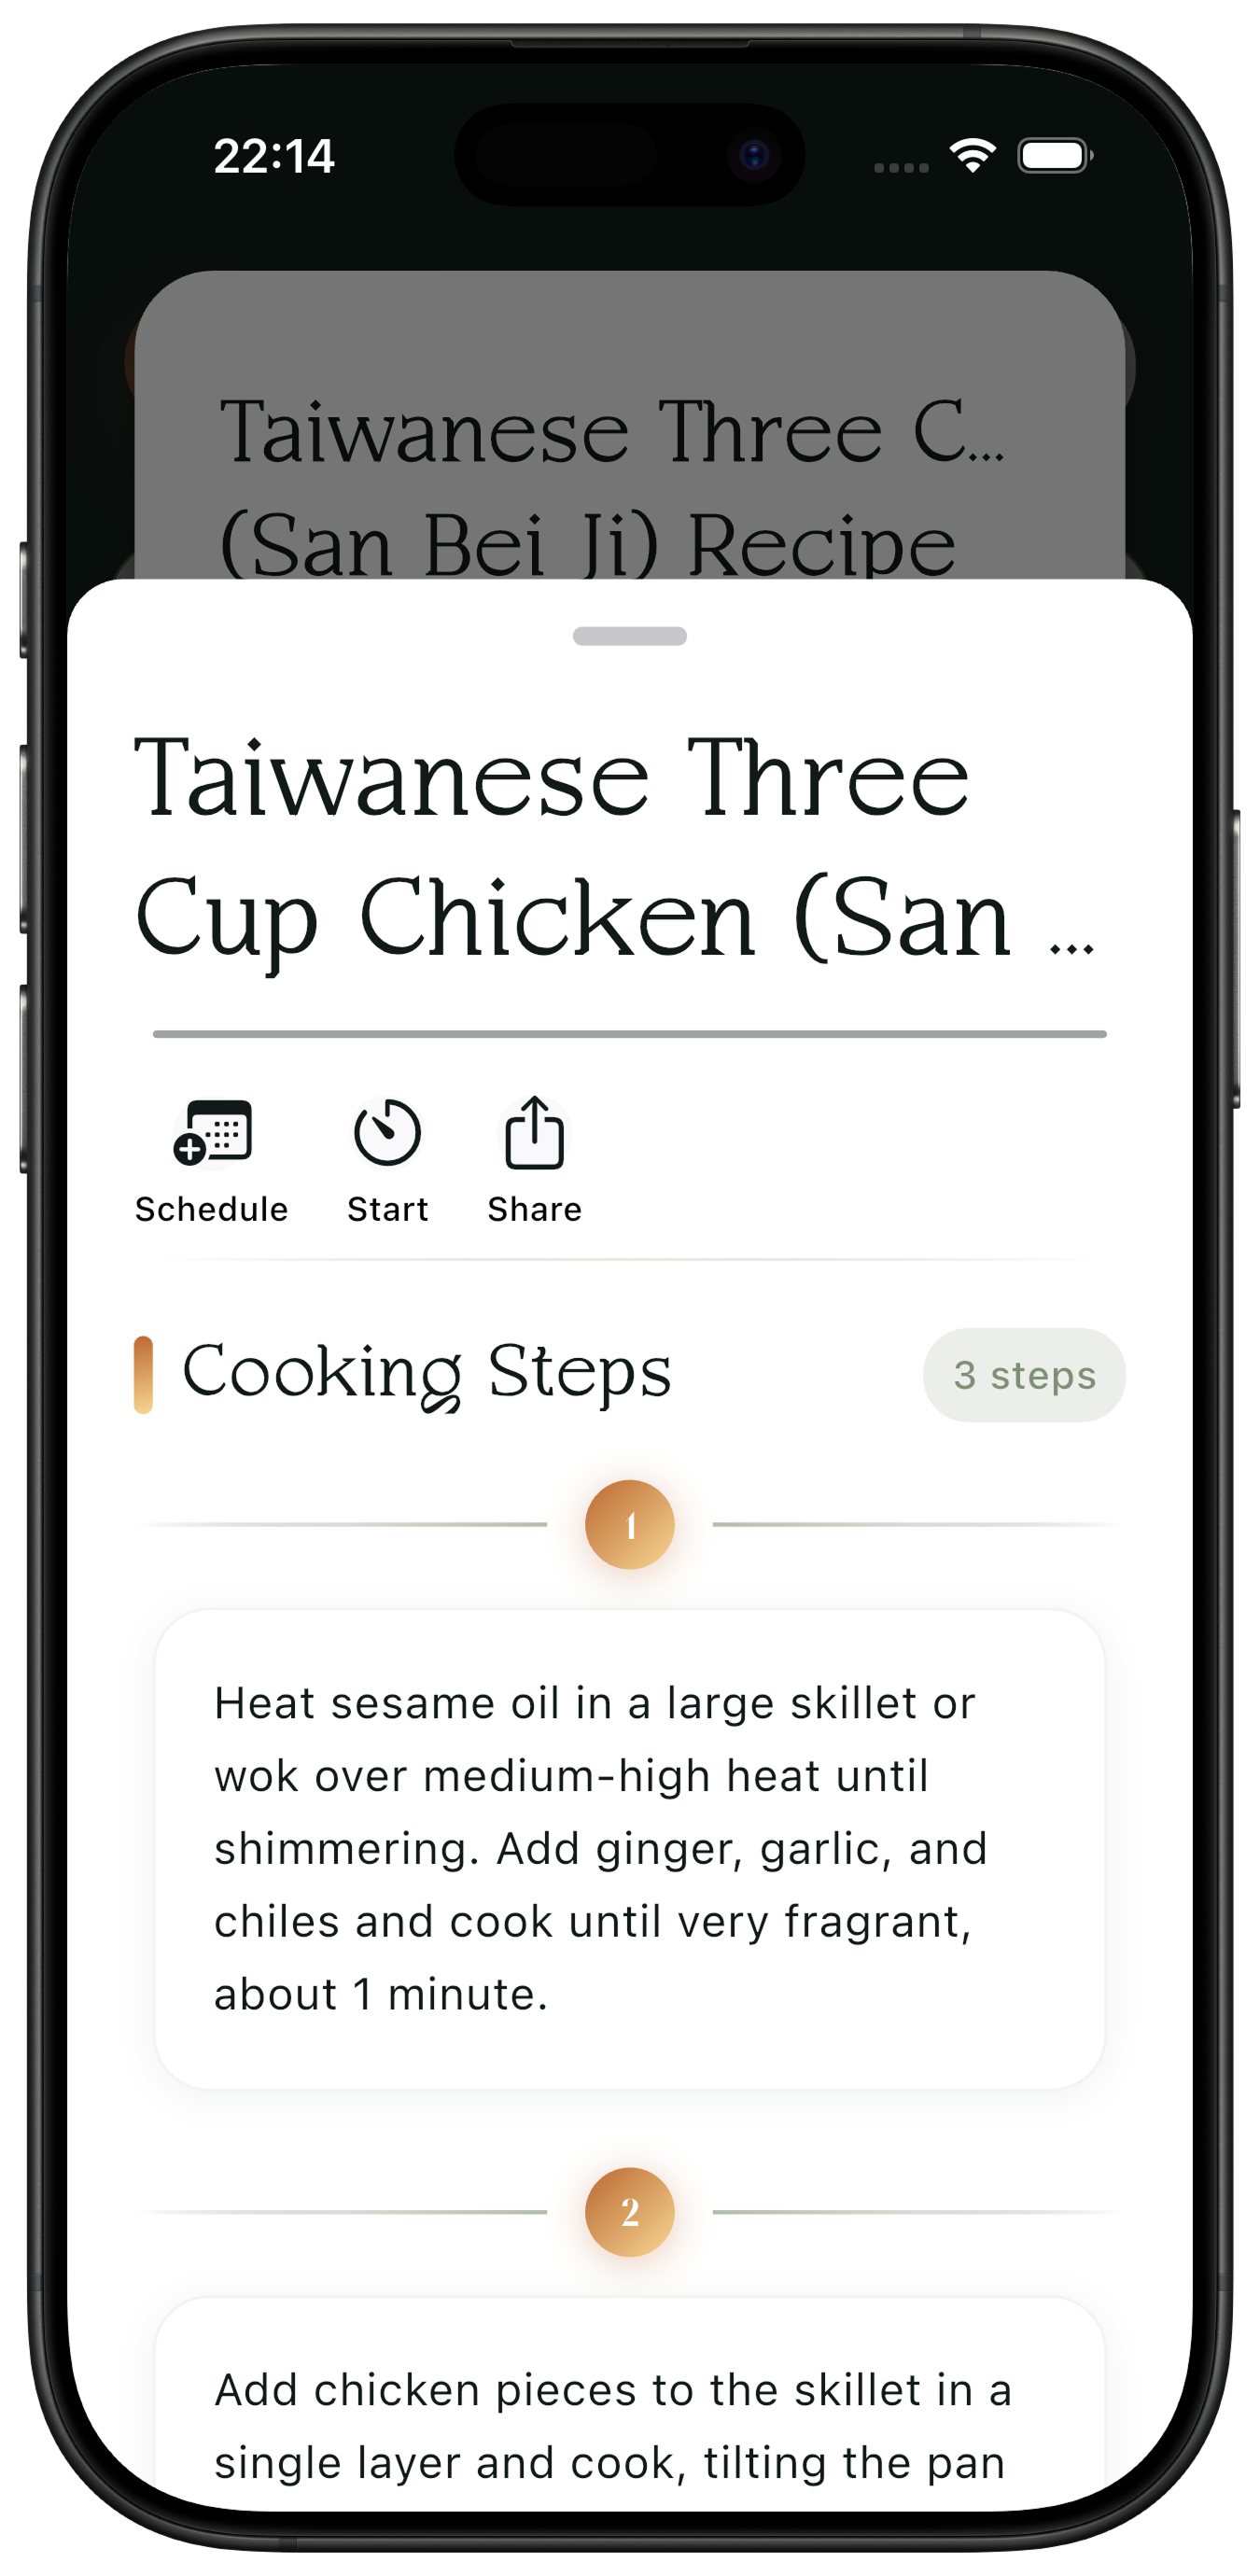 22:14
Taiwanese Three C...
(San Bei Ji) Recipe
Taiwanese Three
Cup Chicken (San ...
Schedule
Start
Share
Cooking Steps
3 steps
1
Heat sesame oil in a large skillet or
wok over medium-high heat until
shimmering. Add ginger, garlic, and
chiles and cook until very fragrant,
about 1 minute.
2
Add chicken pieces to the skillet in a
single layer and cook, tilting the pan